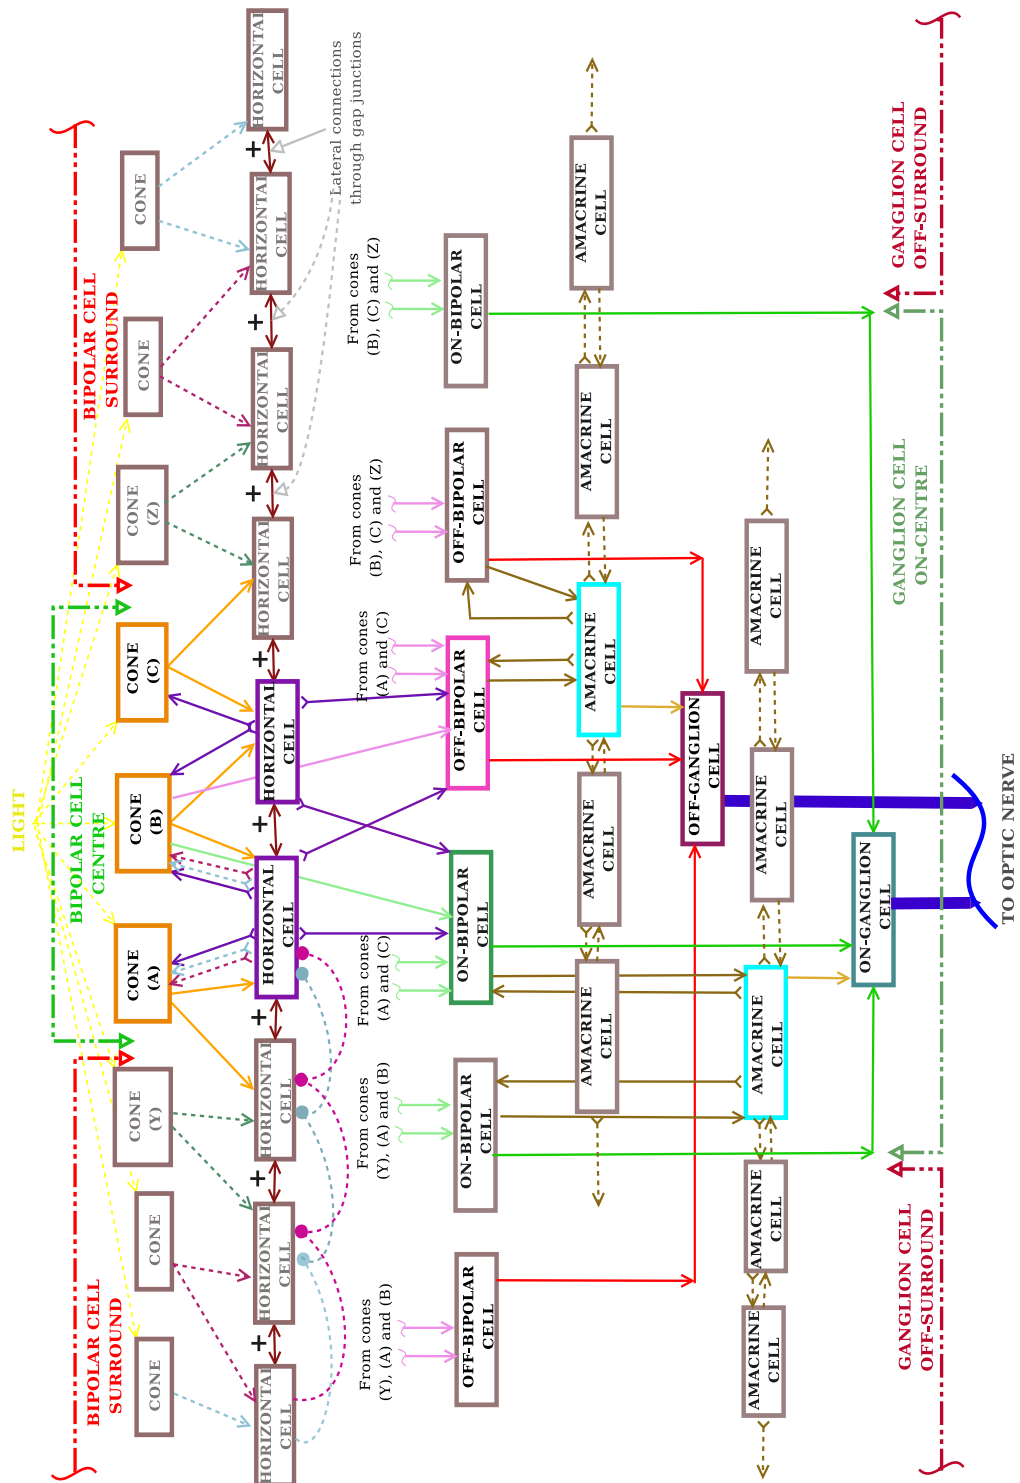 LIGHT
BIPOLAR CELL
SURROUND
BIPOLAR CELL
CENTRE
BIPOLAR CELL
SURROUND
CONE
CONE
CONE
(Y)
CONE
(A)
CONE
(B)
CONE
(C)
CONE
(Z)
CONE
CONE
HORIZONTAL
CELL
+
HORIZONTAL
CELL
+
HORIZONTAL
CELL
+
HORIZONTAL
CELL
+
HORIZONTAL
CELL
+
HORIZONTAL
CELL
+
HORIZONTAL
CELL
+
HORIZONTAL
CELL
+
HORIZONTAL
CELL
Lateral connections
through gap junctions
From cones
(Y), (A) and (B)
From cones
(Y), (A) and (B)
From cones
(A) and (C)
From cones
(A) and (C)
From cones
(B), (C) and (Z)
From cones
(B), (C) and (Z)
OFF-BIPOLAR
CELL
ON-BIPOLAR
CELL
ON-BIPOLAR
CELL
OFF-BIPOLAR
CELL
OFF-BIPOLAR
CELL
ON-BIPOLAR
CELL
AMACRINE
CELL
AMACRINE
CELL
AMACRINE
CELL
AMACRINE
CELL
AMACRINE
CELL
OFF-GANGLION
CELL
AMACRINE
CELL
AMACRINE
CELL
AMACRINE
CELL
AMACRINE
CELL
AMACRINE
CELL
ON-GANGLION
CELL
GANGLION CELL
OFF-SURROUND
GANGLION CELL
ON-CENTRE
GANGLION CELL
OFF-SURROUND
TO OPTIC NERVE